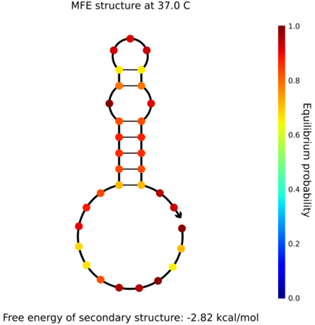 MFE structure at 37.0 C
1.0
0.8
0.6
0.4
0.2
0.0
Equilibrium probability
Free energy of secondary structure: -2.82 kcal/mol